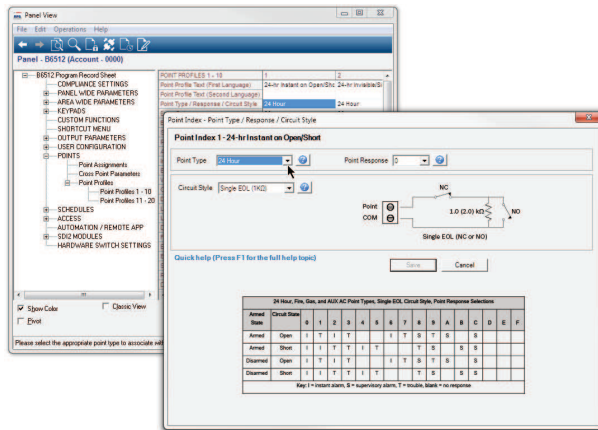 Panel View
File Edit Operations Help
Panel - B6512 (Account - 0000)
B6512 Program Record Sheet
COMPLIANCE SETTINGS
PANEL WIDE PARAMETERS
AREA WIDE PARAMETERS
KEYPADS
CUSTOM FUNCTIONS
SHORTCUT MENU
OUTPUT PARAMETERS
USER CONFIGURATION
POINTS
Point Assignments
Cross Point Parameters
Point Profiles
Point Profiles 1 - 10
Point Profiles 11 - 20
SCHEDULES
ACCESS
AUTOMATION / REMOTE APP
SDI2 MODULES
HARDWARE SWITCH SETTINGS
POINT PROFILES 1 - 10 1 2
Point Profile Text (First Language) 24-hr Instant on Open/Shc 24-hr Invisible/Si
Point Profile Text (Second Language)
Point Type / Response / Circuit Style 24 Hour 24 Hour
Show Color Classic View
Pivot
Please select the appropriate point type to associate wit
Point Index - Point Type / Response / Circuit Style
Point Index 1 - 24-hr Instant on Open/Short
Point Type 24 Hour Point Response 0
Circuit Style Single EOL (1KΩ)
NC
Point
COM
1.0 (2.0) kΩ
NO
Single EOL (NC or NO)
Quick help (Press F1 for the full help topic)
Save Cancel
24 Hour, Fire, Gas, and AUX AC Point Types, Single EOL Circuit Style, Point Response Selections
Armed State Circuit State 0 1 2 3 4 5 6 7 8 9 A B C D E F
Armed Open I T I T I T S T S S
Armed Short I I T T I T T S S S
Disarmed Open I T I T I T S T S S
Disarmed Short I I T T I T T S S S
Key: I = instant alarm, S = supervisory alarm, T = trouble, blank = no response